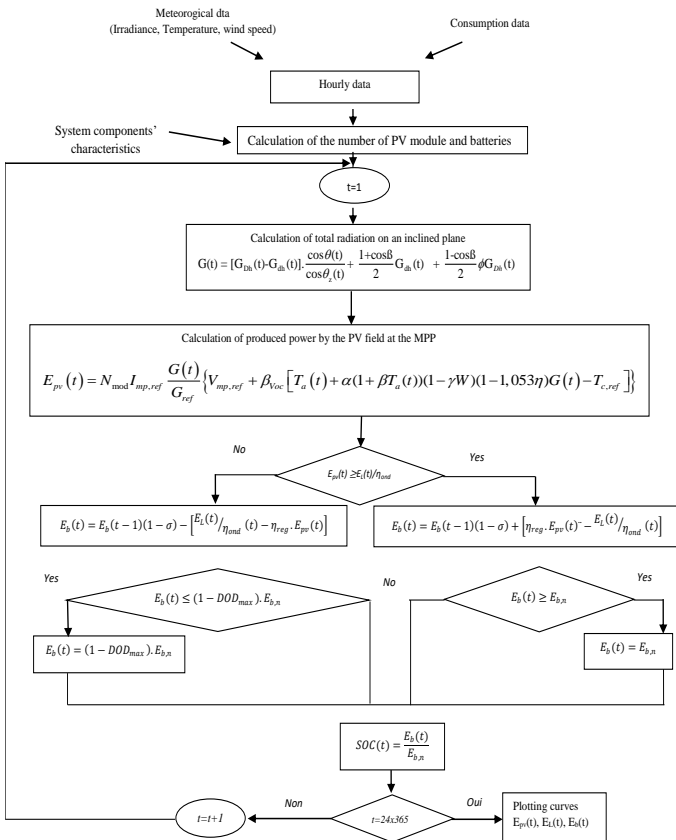 Meteorogical dta
(Irradiance, Temperature, wind speed)
Consumption data
Hourly data
System components'
characteristics
Calculation of the number of PV module and batteries
t=1
Calculation of total radiation on an inclined plane
G(t) = [G_Dh(t)-G_dh(t)].cosθ(t)/cosθ_z(t) + (1+cosß)/2 G_dh(t) + (1-cosß)/2 ϕG_Dh(t)
Calculation of produced power by the PV field at the MPP
E_pv(t) = N_mod I_mp,ref G(t)/G_ref {V_mp,ref + β_Voc [T_a(t) + α(1 + βT_a(t))(1 − γW)(1 − 1,053η)G(t) − T_c,ref]}
No
E_pv(t) ≥E_L(t)/η_ond
Yes
E_b(t) = E_b(t − 1)(1 − σ) − [E_L(t)/η_ond (t) − η_reg. E_pv(t)]
E_b(t) = E_b(t − 1)(1 − σ) + [η_reg. E_pv(t) - E_L(t)/η_ond (t)]
Yes
E_b(t) ≤ (1 − DOD_max). E_b,n
No
E_b(t) ≥ E_b,n
Yes
E_b(t) = (1 − DOD_max). E_b,n
E_b(t) = E_b,n
SOC(t) = E_b(t)/E_b,n
t=t+1
Non
t=24x365
Oui
Plotting curves
E_pv(t), E_L(t), E_b(t)